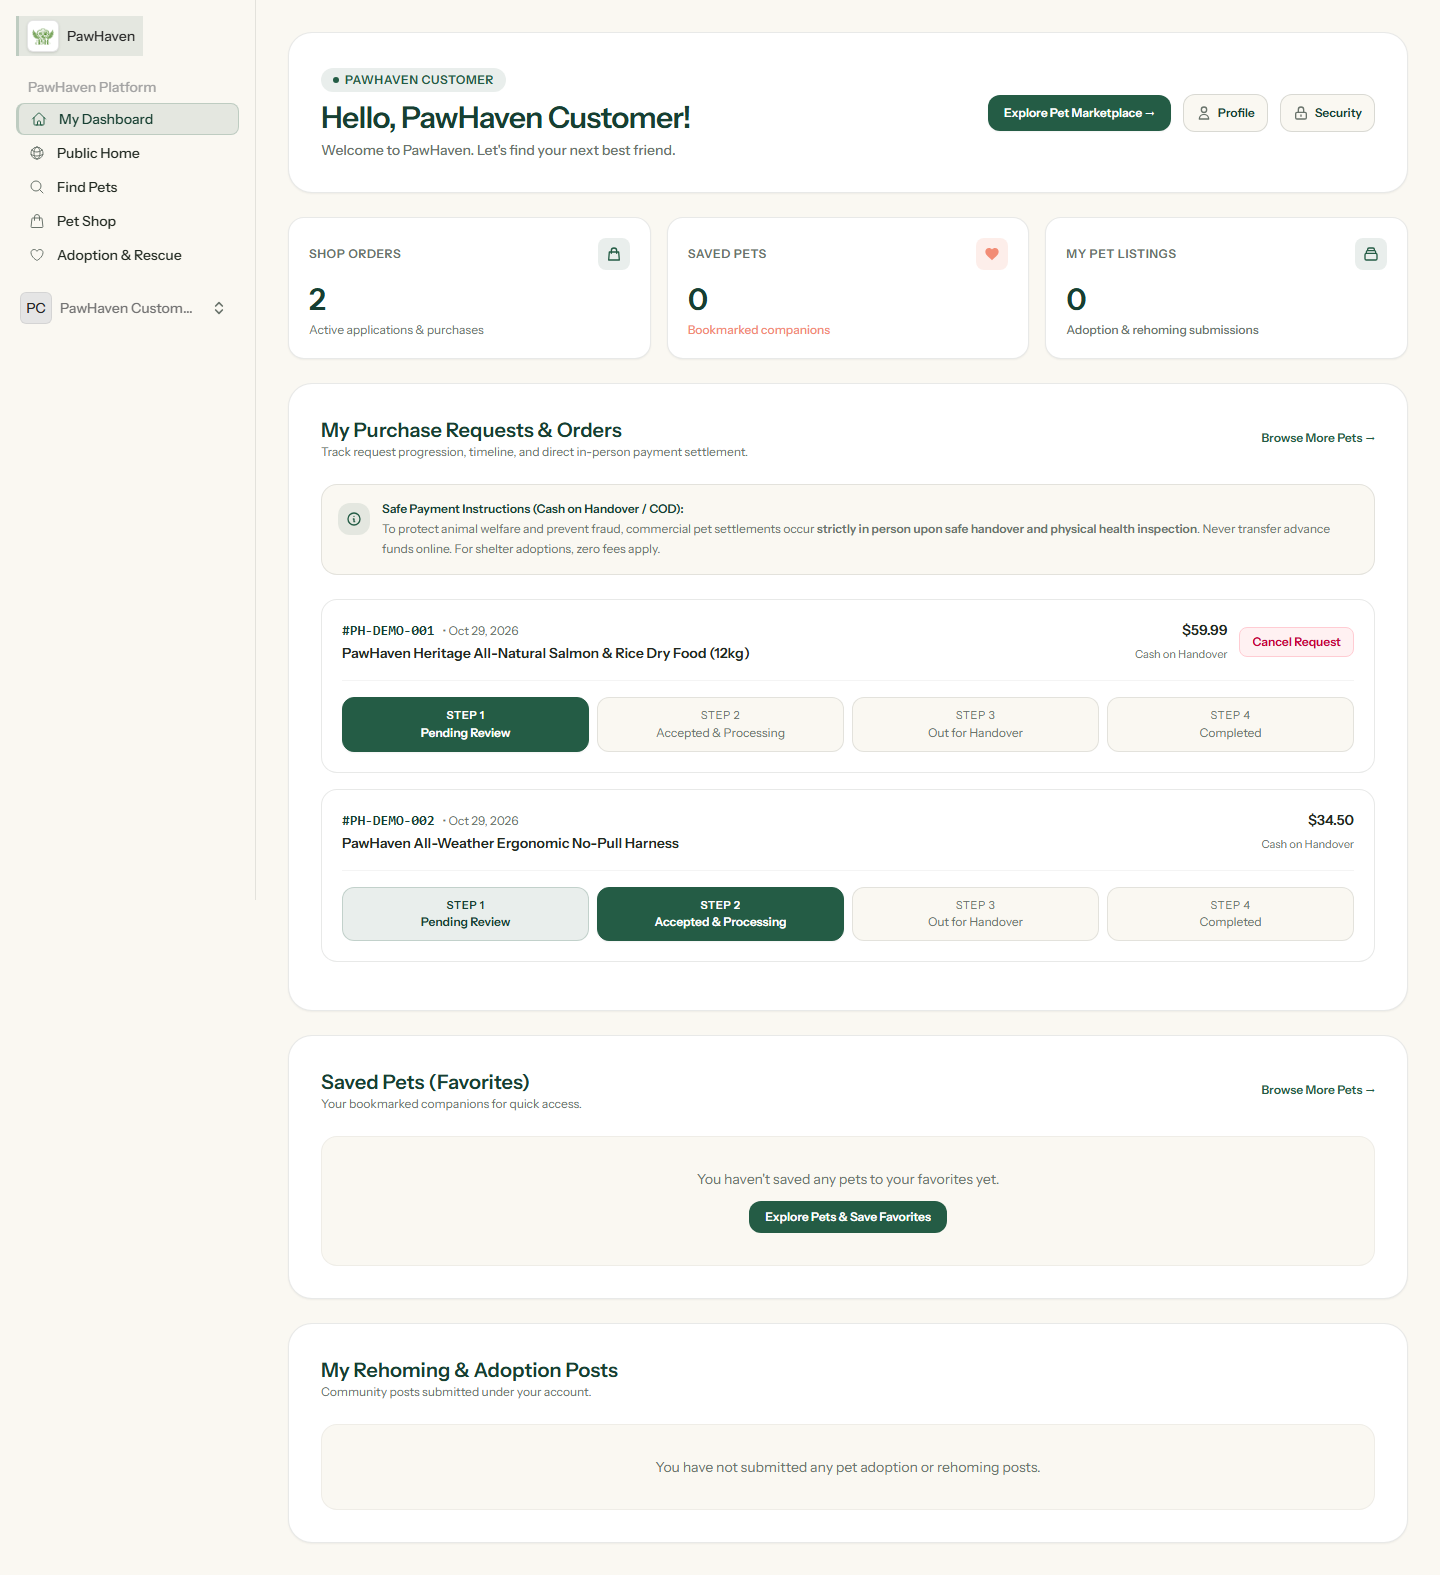 PawHaven
PawHaven Platform
My Dashboard
Public Home
Find Pets
Pet Shop
Adoption & Rescue
PC PawHaven Custom...
• PAWHAVEN CUSTOMER
Hello, PawHaven Customer!
Welcome to PawHaven. Let's find your next best friend.
Explore Pet Marketplace →
Profile
Security
SHOP ORDERS
2
Active applications & purchases
SAVED PETS
0
Bookmarked companions
MY PET LISTINGS
0
Adoption & rehoming submissions
My Purchase Requests & Orders
Track request progression, timeline, and direct in-person payment settlement.
Browse More Pets →
Safe Payment Instructions (Cash on Handover / COD):
To protect animal welfare and prevent fraud, commercial pet settlements occur strictly in person upon safe handover and physical health inspection. Never transfer advance
funds online. For shelter adoptions, zero fees apply.
#PH-DEMO-001 • Oct 29, 2026
PawHaven Heritage All-Natural Salmon & Rice Dry Food (12kg)
$59.99
Cash on Handover
Cancel Request
STEP 1
Pending Review
STEP 2
Accepted & Processing
STEP 3
Out for Handover
STEP 4
Completed
#PH-DEMO-002 • Oct 29, 2026
PawHaven All-Weather Ergonomic No-Pull Harness
$34.50
Cash on Handover
STEP 1
Pending Review
STEP 2
Accepted & Processing
STEP 3
Out for Handover
STEP 4
Completed
Saved Pets (Favorites)
Your bookmarked companions for quick access.
Browse More Pets →
You haven't saved any pets to your favorites yet.
Explore Pets & Save Favorites
My Rehoming & Adoption Posts
Community posts submitted under your account.
You have not submitted any pet adoption or rehoming posts.